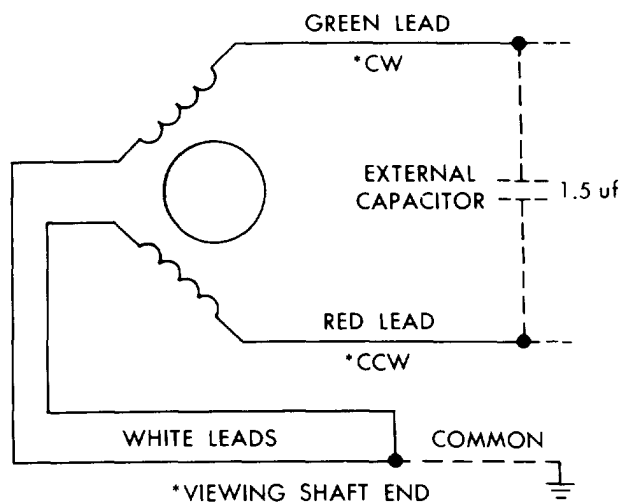 GREEN LEAD
*CW
EXTERNAL
CAPACITOR
1.5 uf
RED LEAD
*CCW
WHITE LEADS
COMMON
*VIEWING SHAFT END